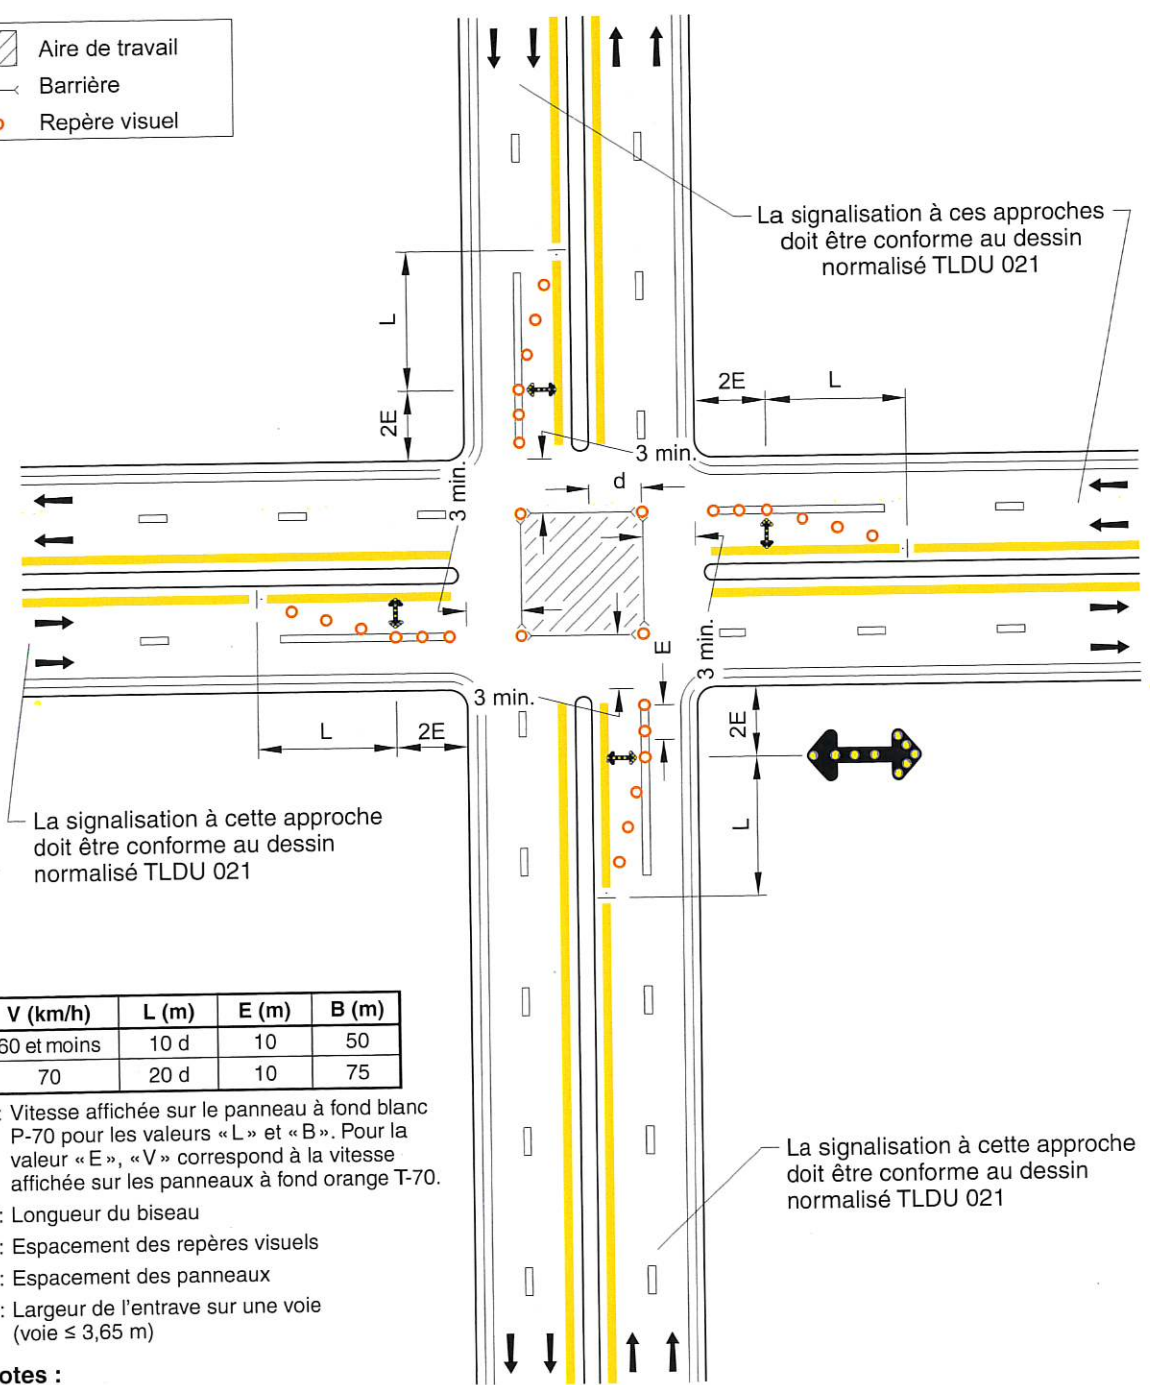 Aire de travail
Barrière
Repère visuel
La signalisation à ces approches
doit être conforme au dessin
normalisé TLDU 021
L
2E
2E
L
3 min.
d
3 min.
E
3 min.
3 min.
L
2E
2E
L
La signalisation à cette approche
doit être conforme au dessin
normalisé TLDU 021
V (km/h) L (m) E (m) B (m)
60 et moins 10 d 10 50
70 20 d 10 75
: Vitesse affichée sur le panneau à fond blanc
P-70 pour les valeurs « L » et « B ». Pour la
valeur « E », « V » correspond à la vitesse
affichée sur les panneaux à fond orange T-70.
: Longueur du biseau
: Espacement des repères visuels
: Espacement des panneaux
: Largeur de l'entrave sur une voie
(voie ≤ 3,65 m)
La signalisation à cette approche
doit être conforme au dessin
normalisé TLDU 021
otes :